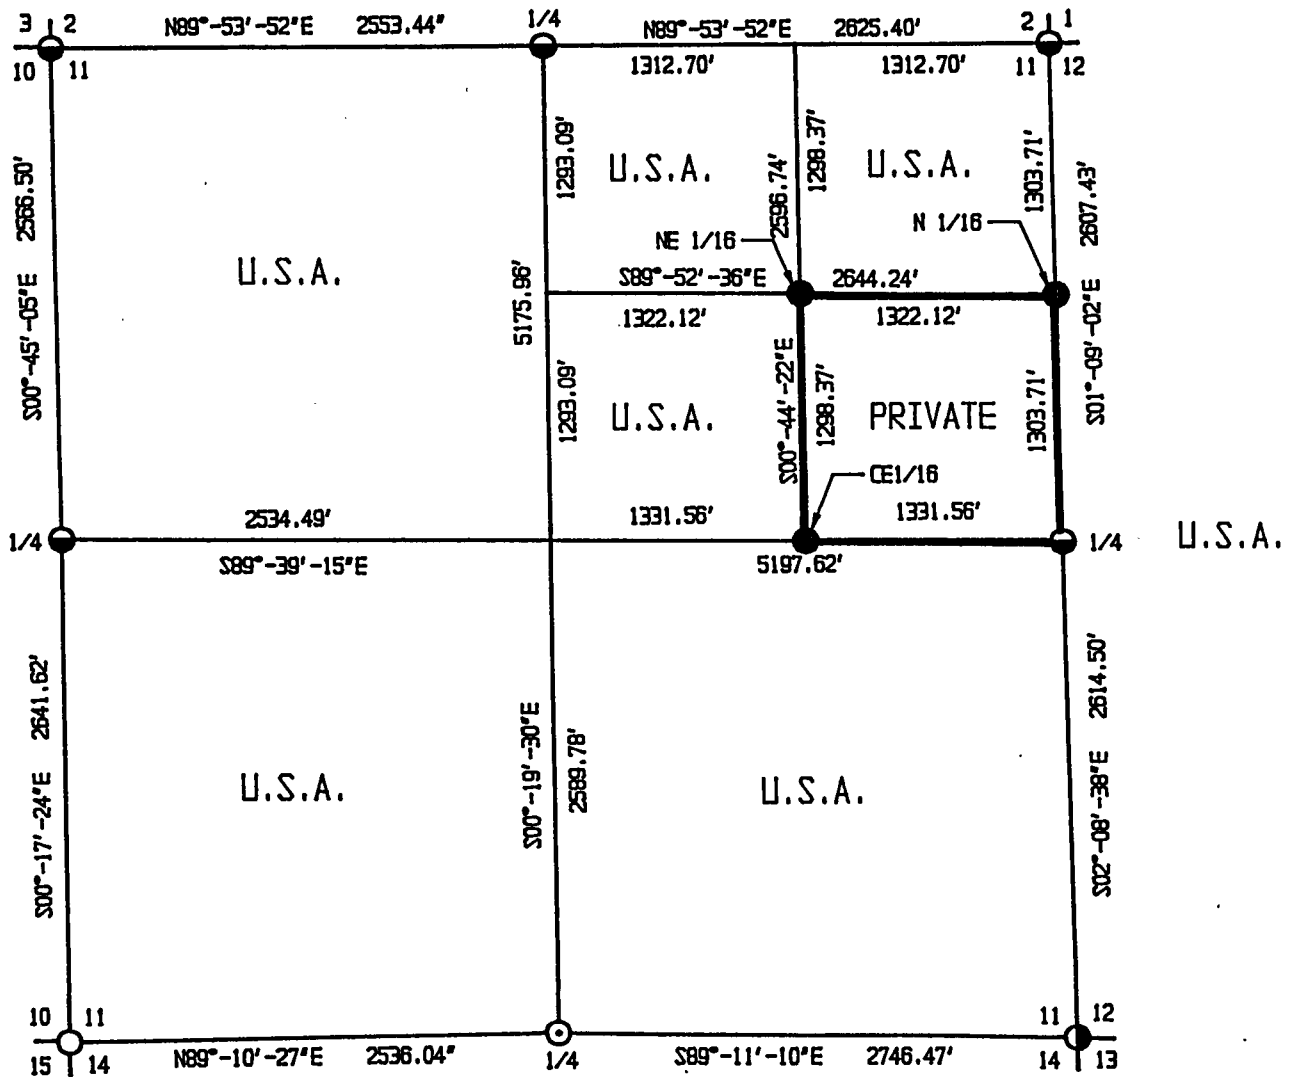 3 2 N89°-53'-52"E 2553.44" 1/4 N89°-53'-52"E 2625.40' 2 1
10 11 1312.70' 1312.70' 11 12
S00°-45'-05"E 2566.50'
1293.09'
2596.74'
1298.37'
1303.71'
2607.43'
U.S.A. U.S.A.
N 1/16
NE 1/16
U.S.A.
S89°-52'-36"E 2644.24'
1322.12' 1322.12'
5175.96'
S01°-09'-02"E
1293.09'
S00°-44'-22"E
1298.37'
1303.71'
U.S.A. PRIVATE
CE1/16
2534.49' 1331.56' 1331.56'
1/4 1/4 U.S.A.
S89°-39'-15"E 5197.62'
S00°-17'-24"E 2641.62'
S00°-19'-30"E
2589.78'
S02°-08'-38"E 2614.50'
U.S.A. U.S.A.
10 11 11 12
15 14 N89°-10'-27"E 2536.04" 1/4 S89°-11'-10"E 2746.47' 14 13